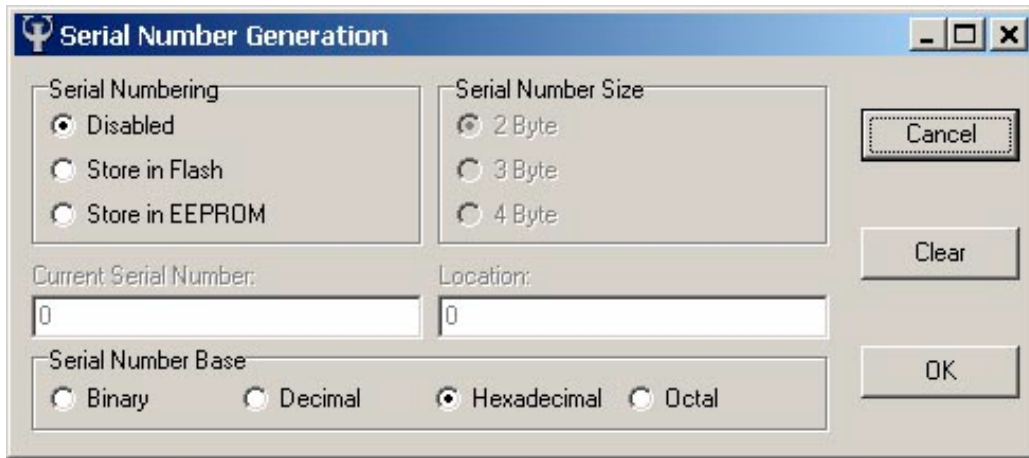 Serial Number Generation
Serial Numbering
Disabled
Store in Flash
Store in EEPROM
Serial Number Size
2 Byte
3 Byte
4 Byte
Cancel
Clear
Current Serial Number:
0
Location:
0
Serial Number Base
Binary Decimal Hexadecimal Octal
OK